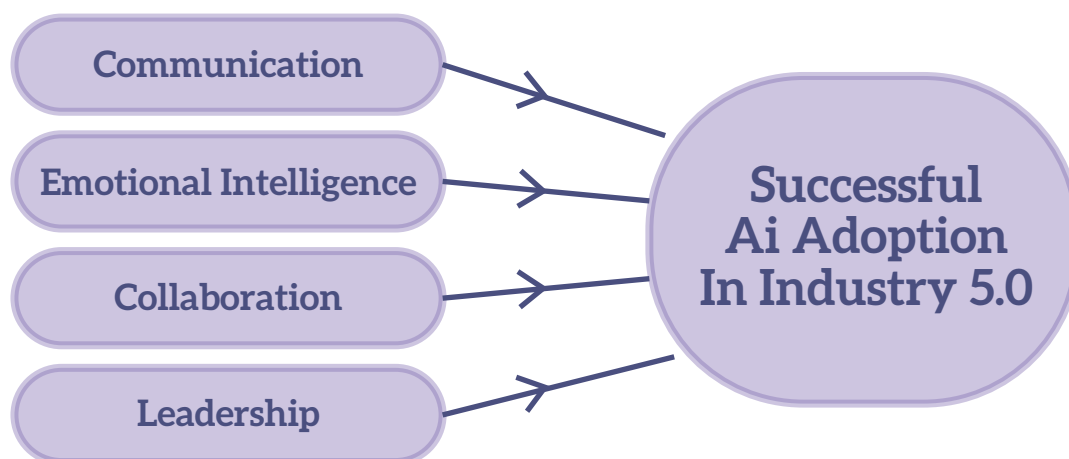 Communication
Emotional Intelligence
Collaboration
Leadership
Successful
Ai Adoption
In Industry 5.0